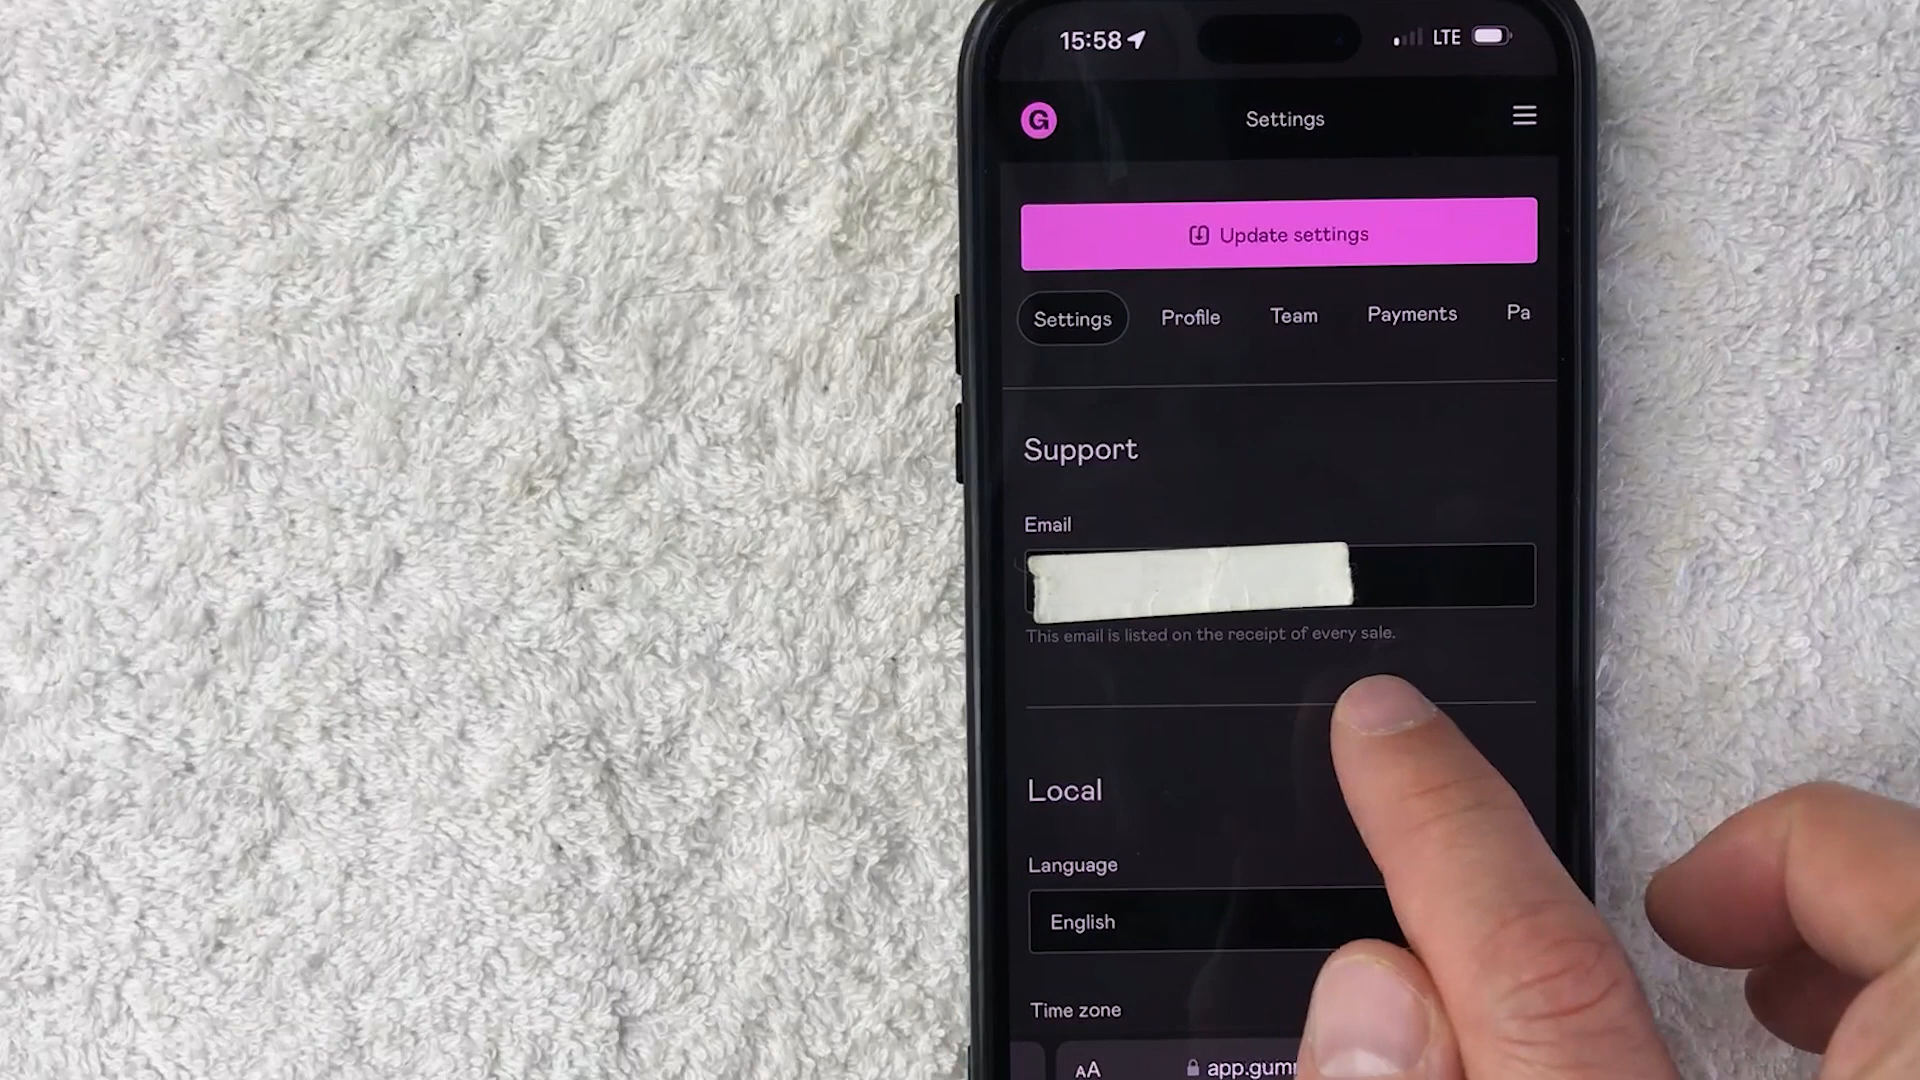 15:58 LTE
G Settings
Update settings
Settings Profile Team Payments Pa
Support
Email
This email is listed on the receipt of every sale.
Local
Language
English
Time zone
AA app.gum